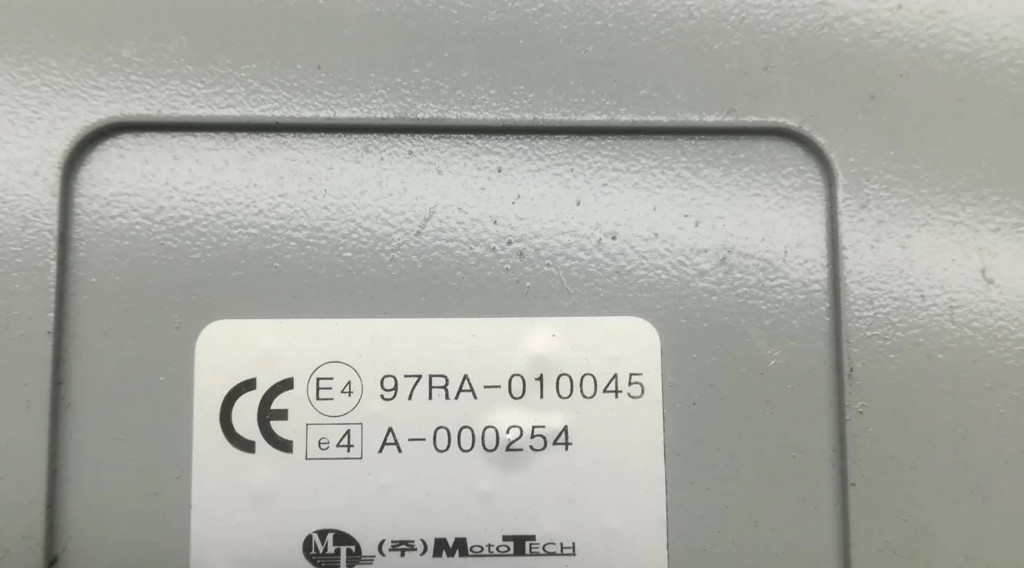 CE E4 97RA-010045
e4 A-000254
MT (주)MOTOTECH